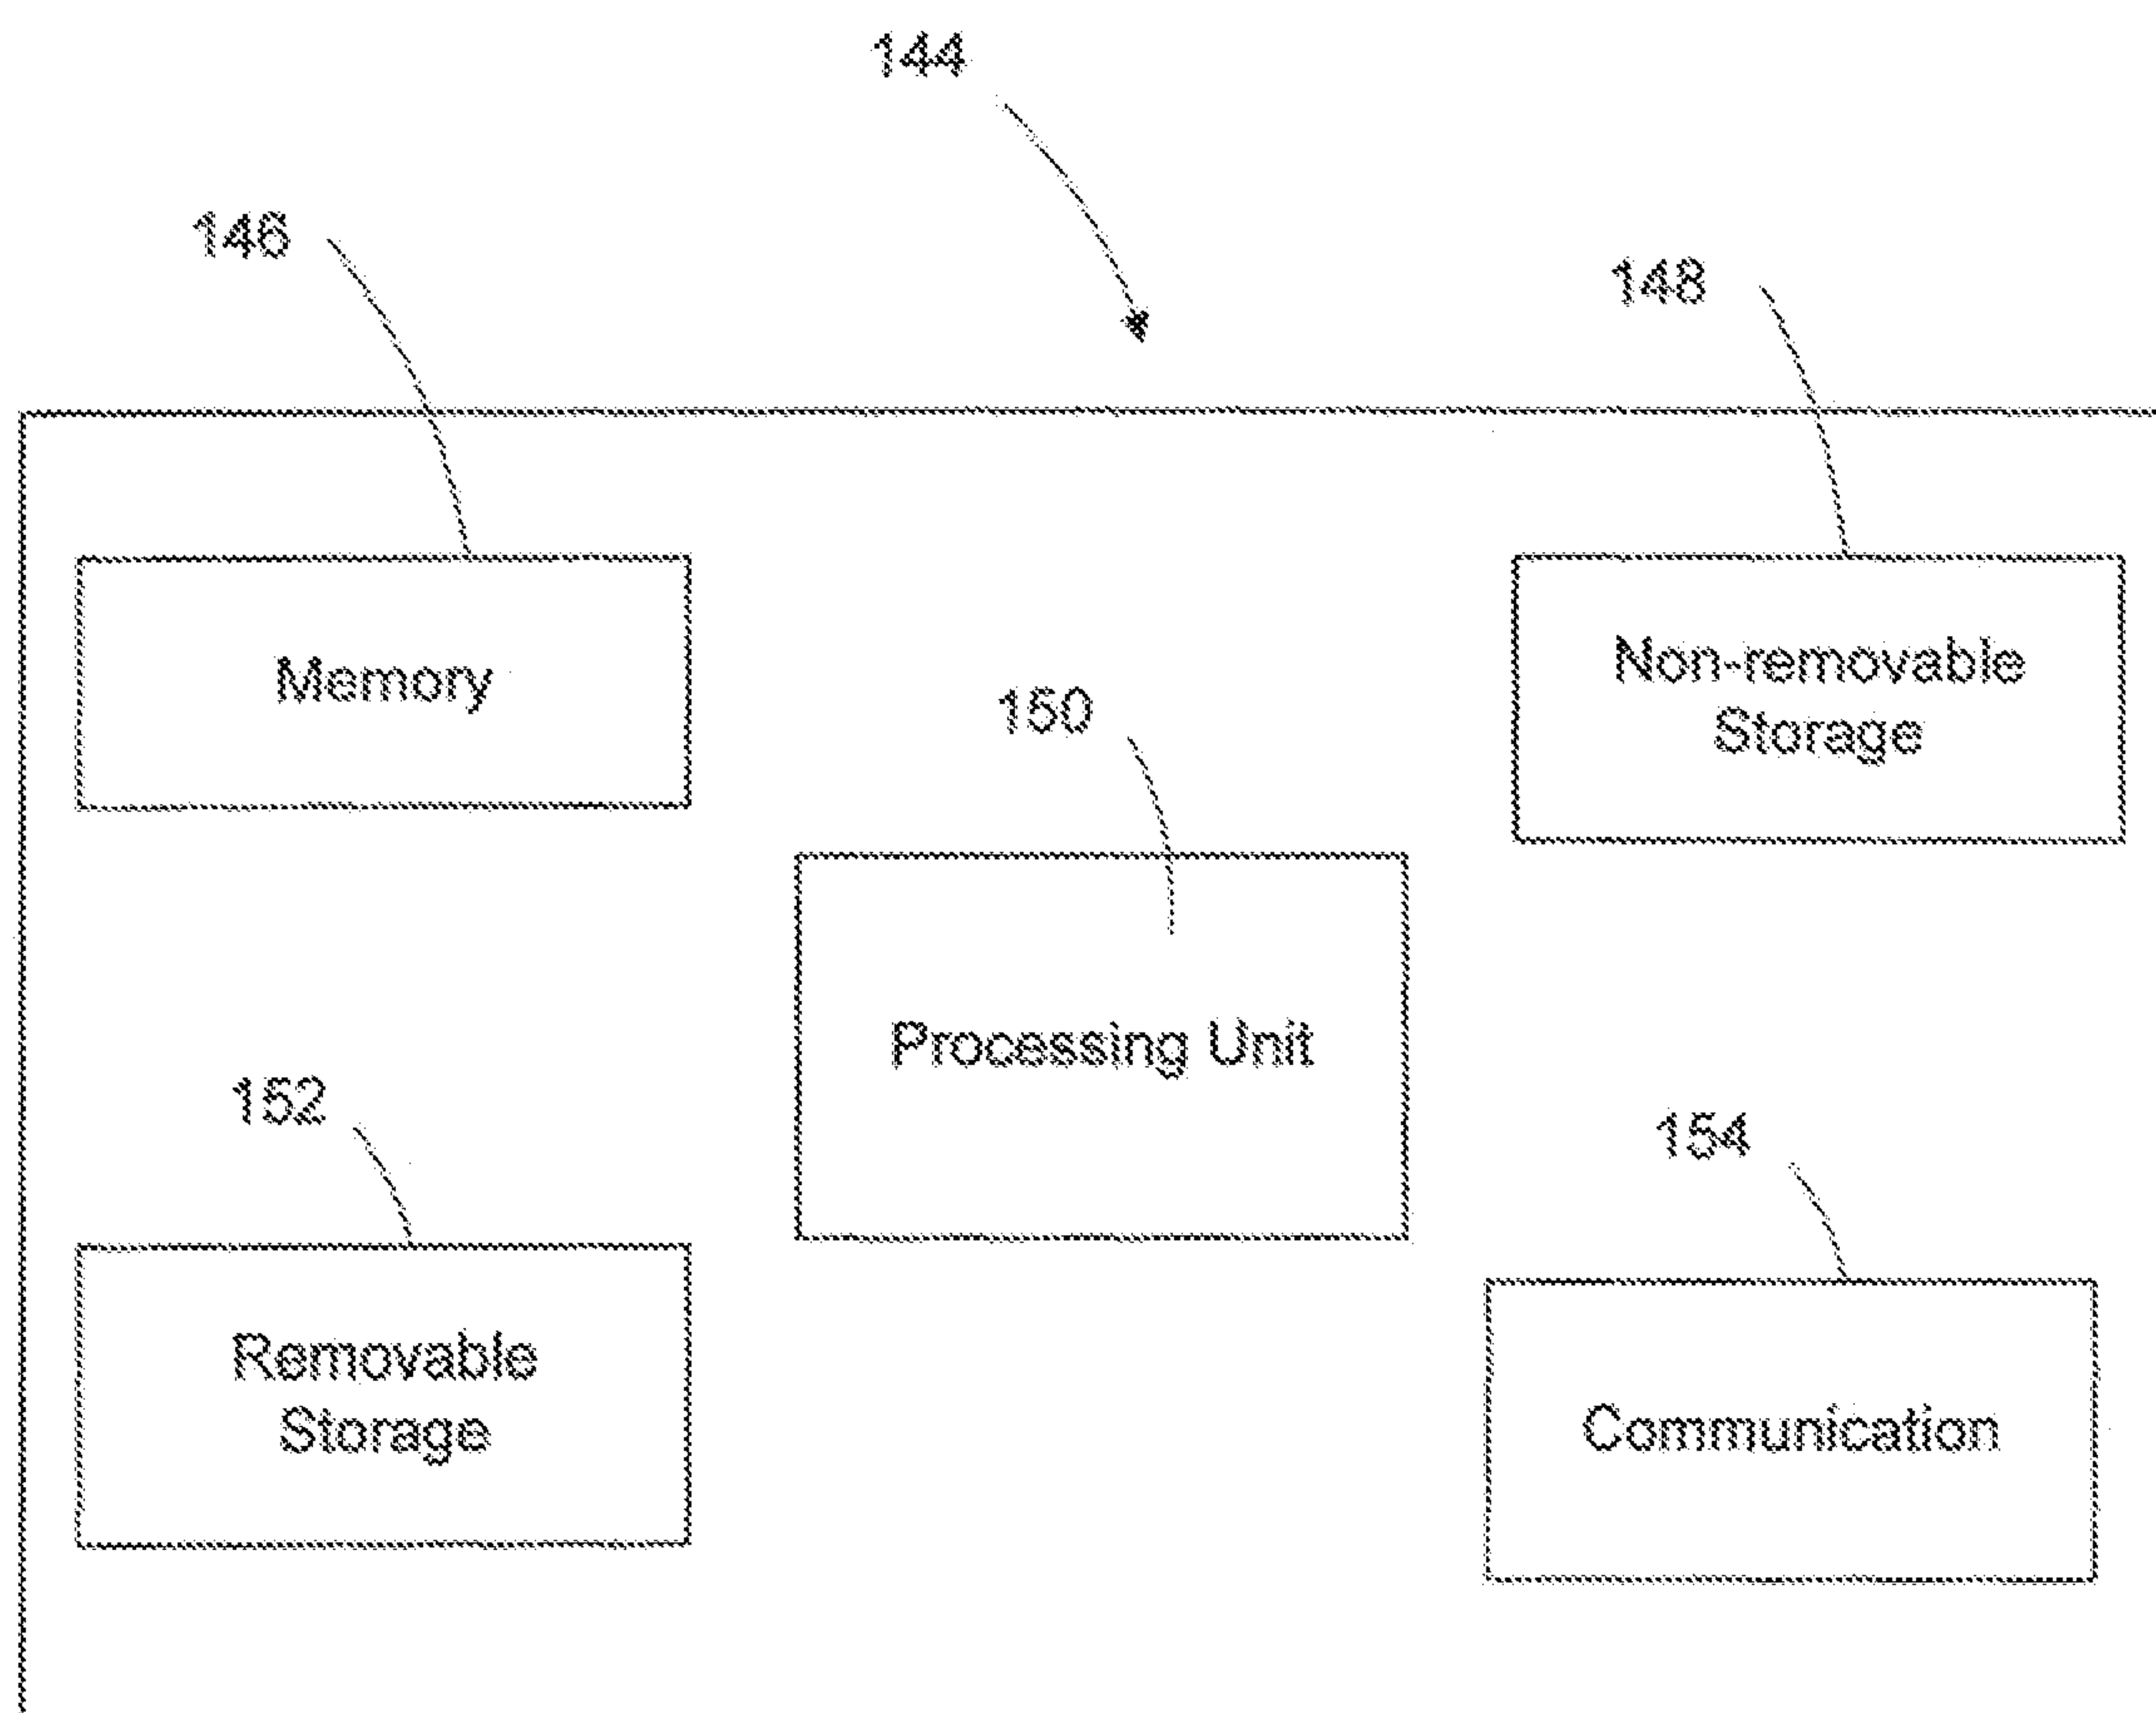 144
146
148
Memory
Non-removable
Storage
150
Processing Unit
152
154
Removable
Storage
Communication